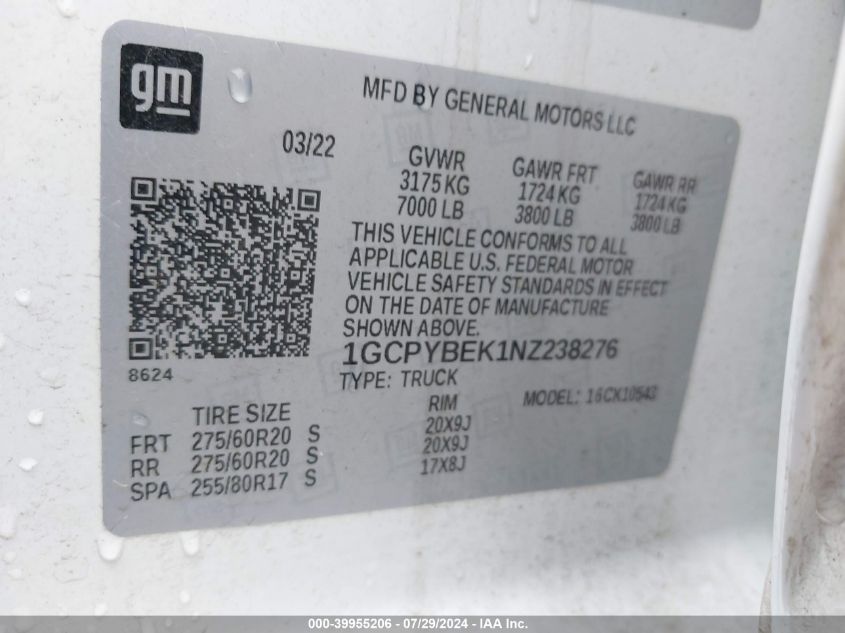 gm
MFD BY GENERAL MOTORS LLC
03/22
GVWR GAWR FRT GAWR RR
3175 KG 1724 KG 1724 KG
7000 LB 3800 LB 3800 LB
THIS VEHICLE CONFORMS TO ALL
APPLICABLE U.S. FEDERAL MOTOR
VEHICLE SAFETY STANDARDS IN EFFECT
ON THE DATE OF MANUFACTURE
SHOWN ABOVE.
1GCPYBEK1NZ238276
8624
TYPE: TRUCK MODEL: 16CK10543
TIRE SIZE RIM
FRT 275/60R20 S 20X9J
RR 275/60R20 S 20X9J
SPA 255/80R17 S 17X8J
000-39955206 - 07/29/2024 - IAA Inc.